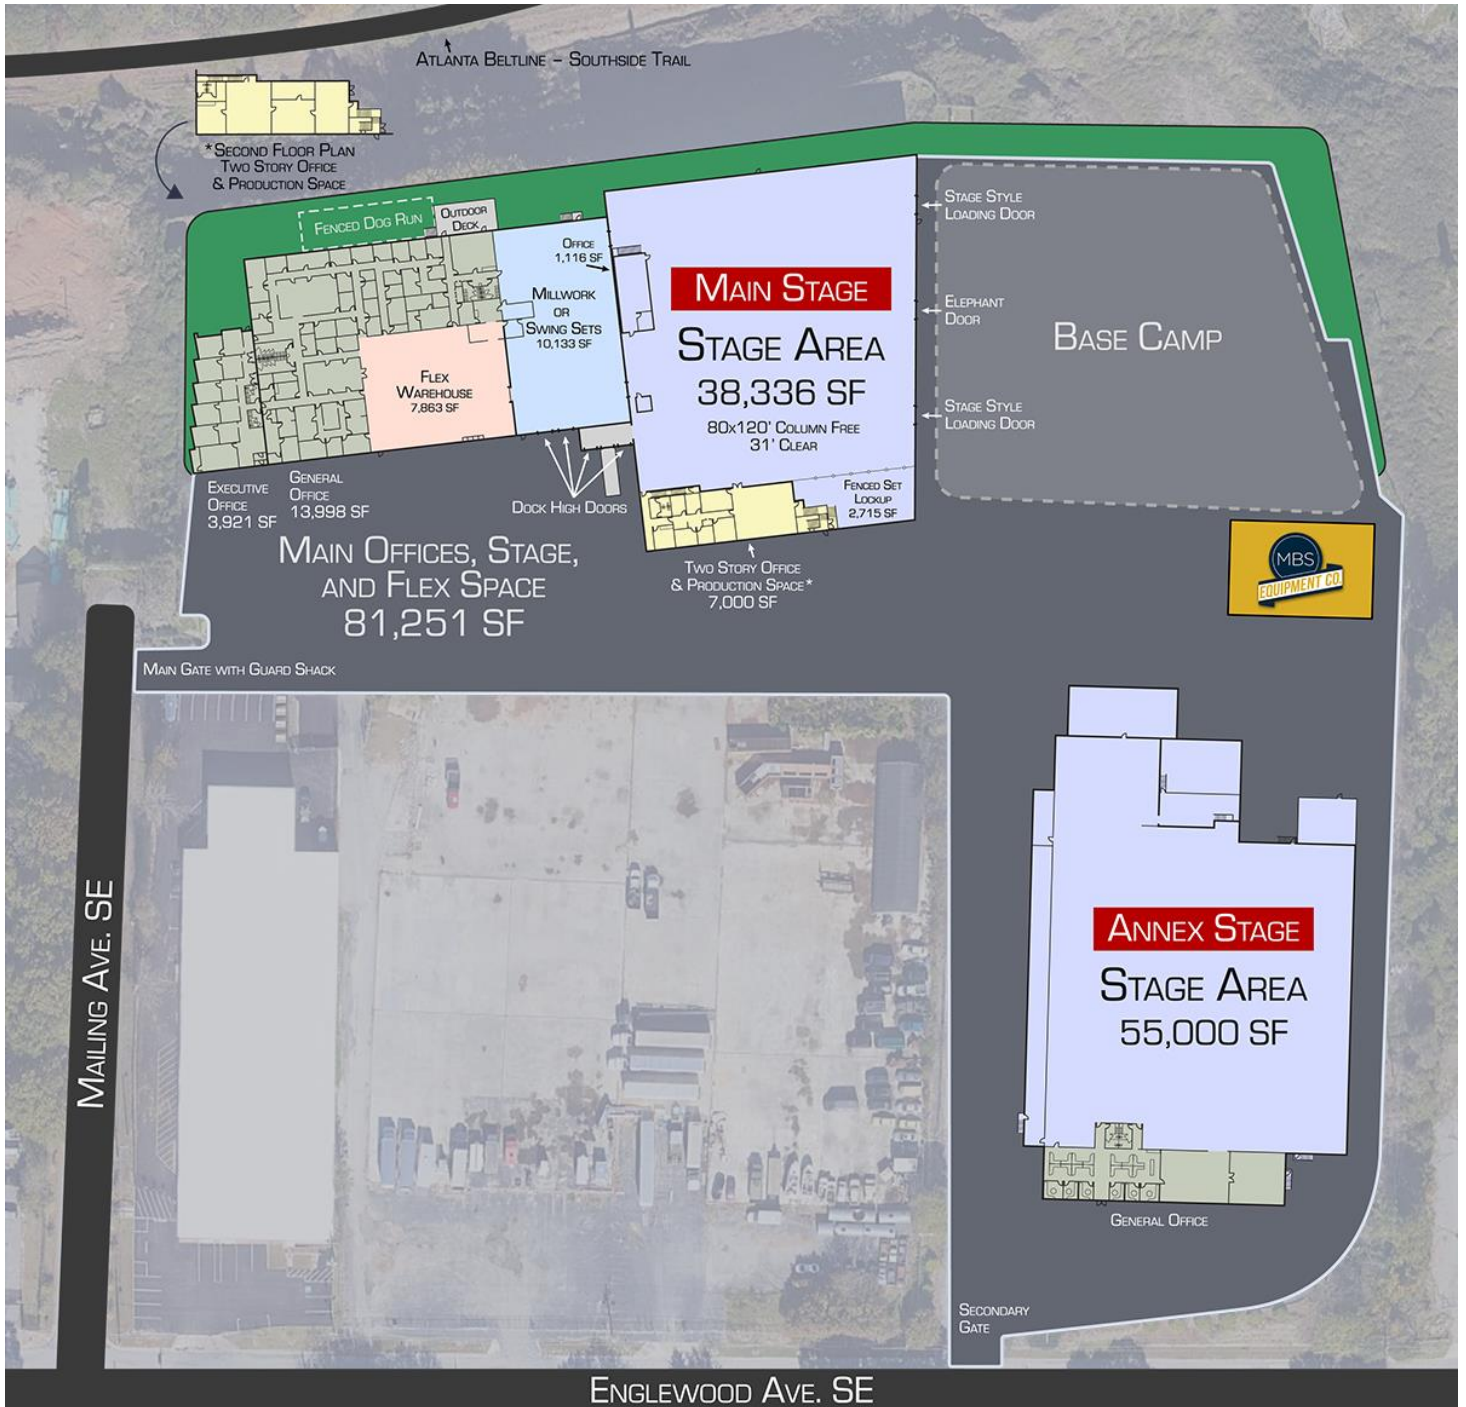 Atlanta Beltline – Southside Trail
*Second Floor Plan
Two Story Office
& Production Space
Fenced Dog Run
Outdoor
Deck
Office
1,116 SF
Millwork
or
Swing Sets
10,133 SF
Flex
Warehouse
7,863 SF
Main Stage
Stage Area
38,336 SF
80x120' Column Free
31' Clear
Stage Style
Loading Door
Elephant
Door
Stage Style
Loading Door
Base Camp
Executive
Office
3,921 SF
General
Office
13,998 SF
Dock High Doors
Fenced Set
Lockup
2,715 SF
Main Offices, Stage,
and Flex Space
81,251 SF
Two Story Office
& Production Space*
7,000 SF
MBS
EQUIPMENT CO.
Main Gate with Guard Shack
Mailing Ave. SE
Annex Stage
Stage Area
55,000 SF
General Office
Secondary
Gate
Englewood Ave. SE